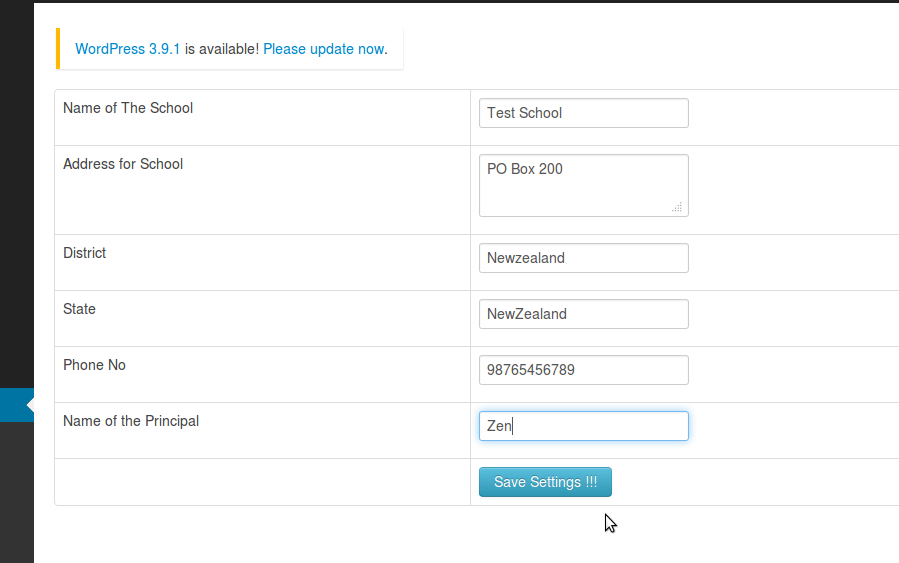 WordPress 3.9.1 is available! Please update now.
Name of The School
Test School
Address for School
PO Box 200
District
Newzealand
State
NewZealand
Phone No
98765456789
Name of the Principal
Zen
Save Settings !!!